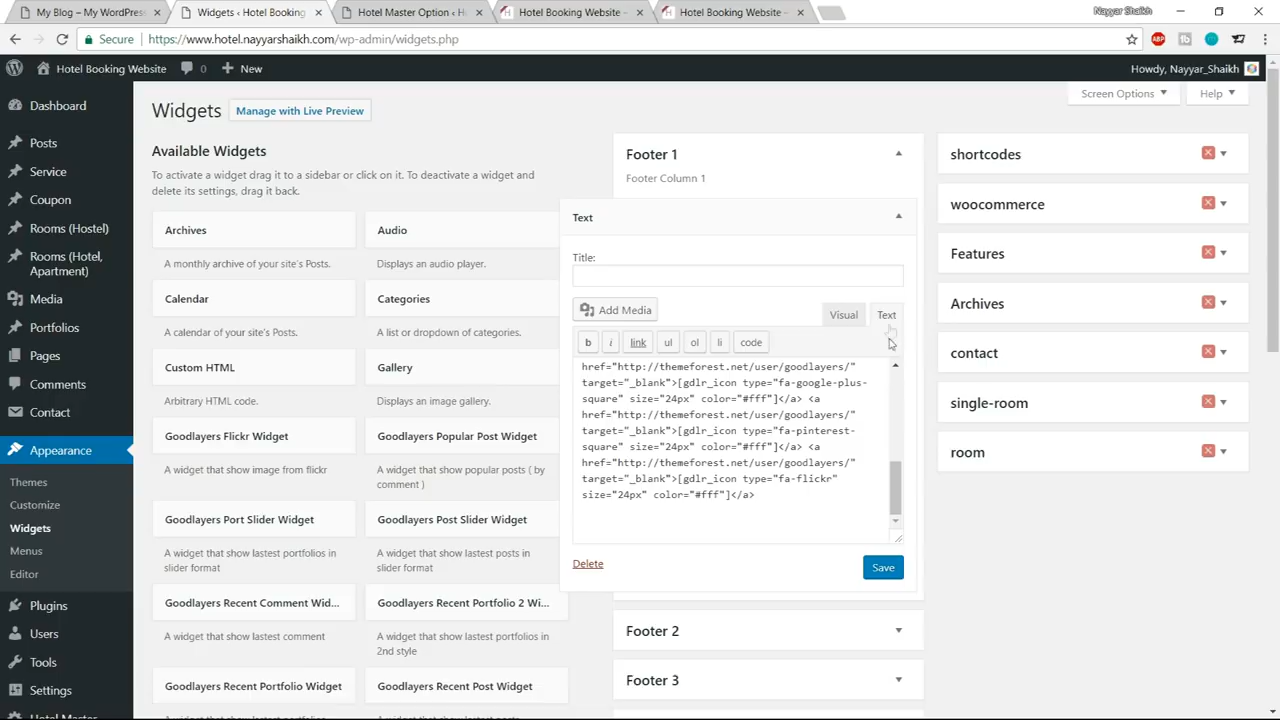 My Blog – My WordPress
Widgets ‹ Hotel Booking
Hotel Master Option ‹ H
Hotel Booking Website –
Hotel Booking Website –
Nayyar Shaikh
Secure
https://www.hotel.nayyarshaikh.com/wp-admin/widgets.php
ABP
Hotel Booking Website
0
New
Howdy, Nayyar_Shaikh
Dashboard
Posts
Service
Coupon
Rooms (Hostel)
Rooms (Hotel,
Apartment)
Media
Portfolios
Pages
Comments
Contact
Appearance
Themes
Customize
Widgets
Menus
Editor
Plugins
Users
Tools
Settings
Hotel Master
Screen Options
Help
Widgets
Manage with Live Preview
Available Widgets
To activate a widget drag it to a sidebar or click on it. To deactivate a widget and
delete its settings, drag it back.
Archives
A monthly archive of your site's Posts.
Audio
Displays an audio player.
Calendar
A calendar of your site's Posts.
Categories
A list or dropdown of categories.
Custom HTML
Arbitrary HTML code.
Gallery
Displays an image gallery.
Goodlayers Flickr Widget
A widget that show image from flickr
Goodlayers Popular Post Widget
A widget that show popular posts ( by
comment )
Goodlayers Port Slider Widget
A widget that show lastest portfolios in
slider format
Goodlayers Post Slider Widget
A widget that show lastest posts in
slider format
Goodlayers Recent Comment Wid...
A widget that show lastest comment
Goodlayers Recent Portfolio 2 Wi...
A widget that show lastest portfolios in
2nd style
Goodlayers Recent Portfolio Widget
Goodlayers Recent Post Widget
Footer 1
Footer Column 1
Text
Title:
Add Media
Visual
Text
b
i
link
ul
ol
li
code
href="http://themeforest.net/user/goodlayers/"
target="_blank">[gdlr_icon type="fa-google-plus-
square" size="24px" color="#fff"]</a> <a
href="http://themeforest.net/user/goodlayers/"
target="_blank">[gdlr_icon type="fa-pinterest-
square" size="24px" color="#fff"]</a> <a
href="http://themeforest.net/user/goodlayers/"
target="_blank">[gdlr_icon type="fa-flickr"
size="24px" color="#fff"]</a>
Delete
Save
Footer 2
Footer 3
shortcodes
woocommerce
Features
Archives
contact
single-room
room